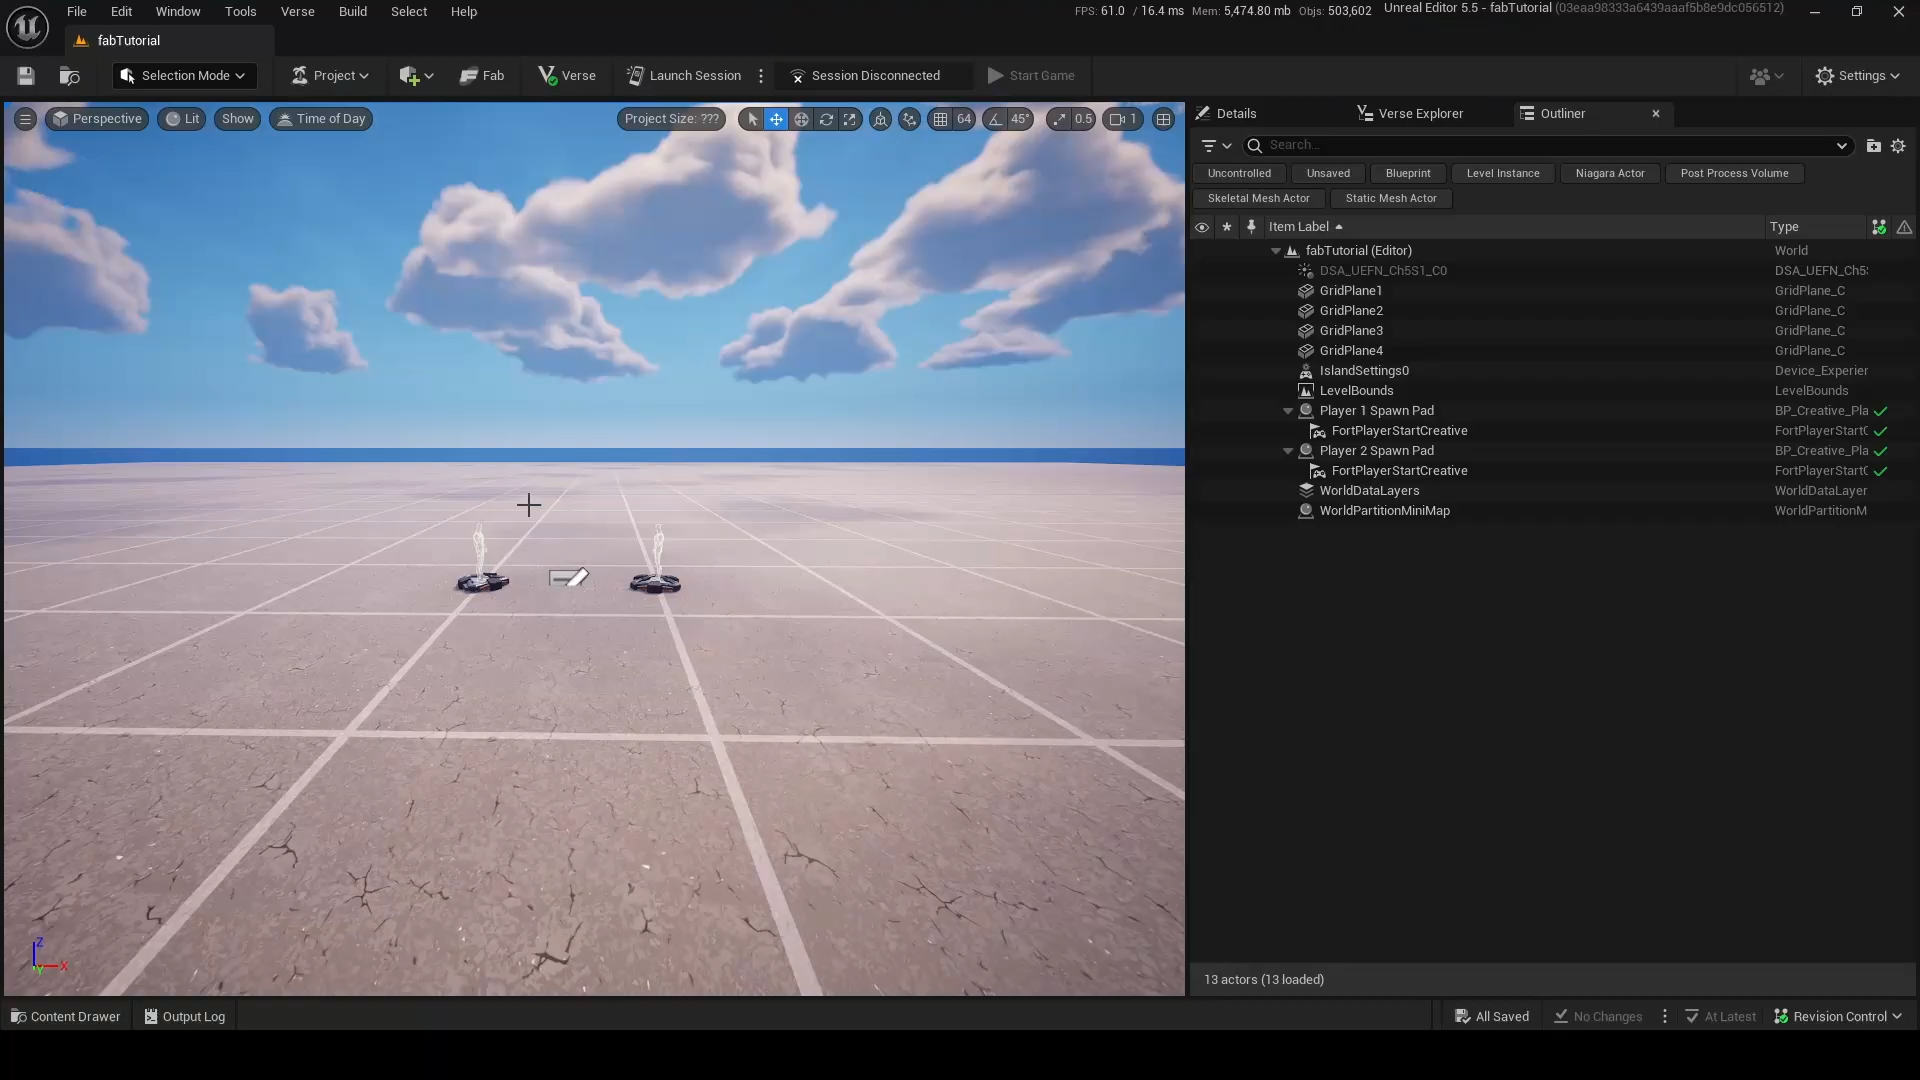 File Edit Window Tools Verse Build Select Help
FPS: 61.0 / 16.4 ms Mem: 5,474.80 mb Objs: 503,602 Unreal Editor 5.5 - fabTutorial (03eaa98333a6439aaaf5b8e9dc056512)
fabTutorial
Selection Mode Project Fab Verse Launch Session Session Disconnected Start Game Settings
Perspective Lit Show Time of Day Project Size: ??? 64 45° 0.5 1
Details Verse Explorer Outliner
Search...
Uncontrolled Unsaved Blueprint Level Instance Niagara Actor Post Process Volume
Skeletal Mesh Actor Static Mesh Actor
Item Label Type
fabTutorial (Editor) World
DSA_UEFN_Ch5S1_C0 DSA_UEFN_Ch5:
GridPlane1 GridPlane_C
GridPlane2 GridPlane_C
GridPlane3 GridPlane_C
GridPlane4 GridPlane_C
IslandSettings0 Device_Experier
LevelBounds LevelBounds
Player 1 Spawn Pad BP_Creative_Pla
FortPlayerStartCreative FortPlayerStartC
Player 2 Spawn Pad BP_Creative_Pla
FortPlayerStartCreative FortPlayerStartC
WorldDataLayers WorldDataLayer
WorldPartitionMiniMap WorldPartitionM
Z
X
Y
13 actors (13 loaded)
Content Drawer Output Log All Saved No Changes At Latest Revision Control